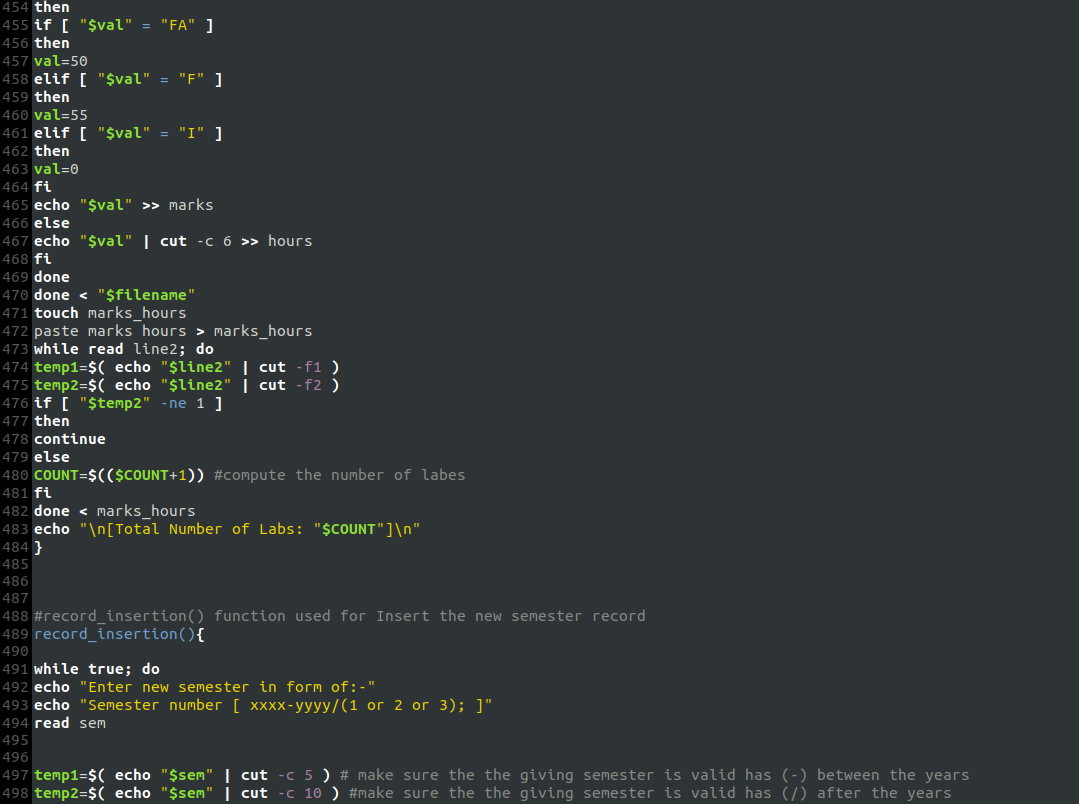 454 then
455 if [ "$val" = "FA" ]
456 then
457 val=50
458 elif [ "$val" = "F" ]
459 then
460 val=55
461 elif [ "$val" = "I" ]
462 then
463 val=0
464 fi
465 echo "$val" >> marks
466 else
467 echo "$val" | cut -c 6 >> hours
468 fi
469 done
470 done < "$filename"
471 touch marks_hours
472 paste marks hours > marks_hours
473 while read line2; do
474 temp1=$( echo "$line2" | cut -f1 )
475 temp2=$( echo "$line2" | cut -f2 )
476 if [ "$temp2" -ne 1 ]
477 then
478 continue
479 else
480 COUNT=$(($COUNT+1)) #compute the number of labes
481 fi
482 done < marks_hours
483 echo "\n[Total Number of Labs: "$COUNT"]\n"
484 }
485
486
487
488 #record_insertion() function used for Insert the new semester record
489 record_insertion(){
490
491 while true; do
492 echo "Enter new semester in form of:-"
493 echo "Semester number [ xxxx-yyyy/(1 or 2 or 3); ]"
494 read sem
495
496
497 temp1=$( echo "$sem" | cut -c 5 ) # make sure the the giving semester is valid has (-) between the years
498 temp2=$( echo "$sem" | cut -c 10 ) #make sure the the giving semester is valid has (/) after the years